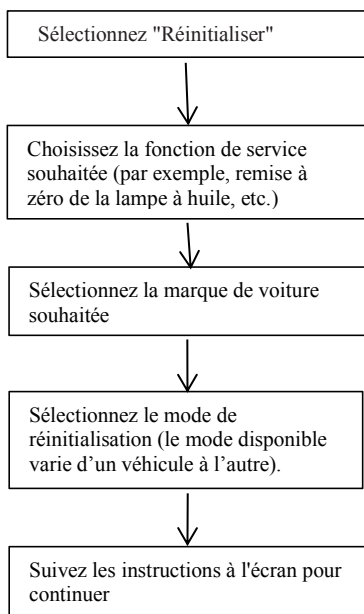 Sélectionnez "Réinitialiser"
Choisissez la fonction de service
souhaitée (par exemple, remise à
zéro de la lampe à huile, etc.)
Sélectionnez la marque de voiture
souhaitée
Sélectionnez le mode de
réinitialisation (le mode disponible
varie d’un véhicule à l’autre).
Suivez les instructions à l'écran pour
continuer